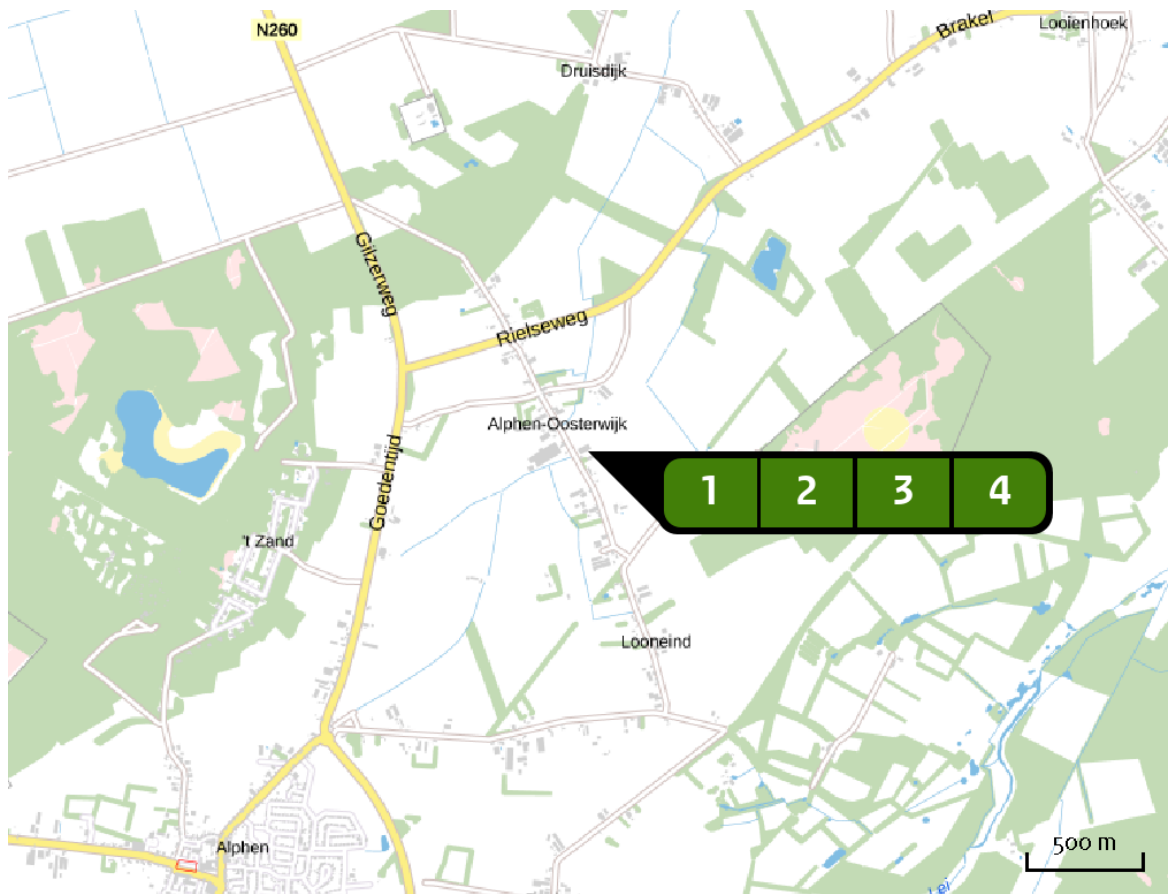 N260
Brakel
Looienhoek
Druisdijk
Gilzerweg
Rielseweg
Alphen-Oosterwijk
Goedentijd
1 2 3 4
't Zand
Looneind
Alphen
500 m
Lei